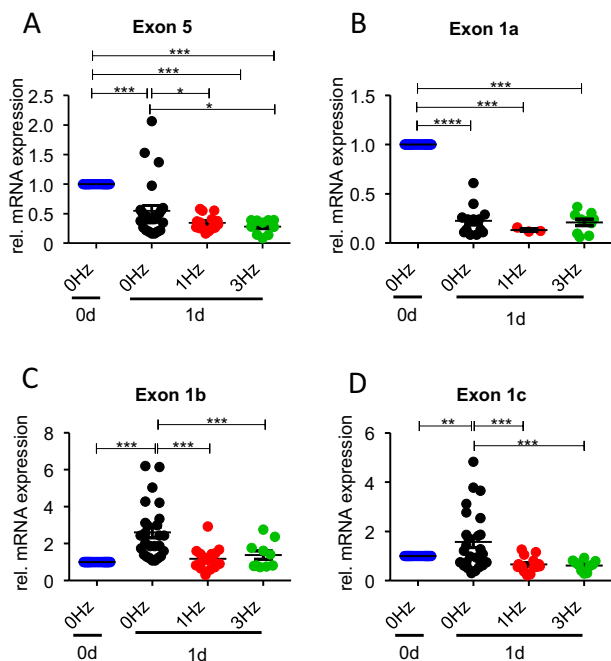 A
Exon 5
***
***
*** *
*
rel. mRNA expression
2.5
2.0
1.5
1.0
0.5
0.0
0Hz 0Hz 1Hz 3Hz
0d 1d
B
Exon 1a
***
***
****
rel. mRNA expression
1.0
0.5
0.0
0Hz 0Hz 1Hz 3Hz
0d 1d
C
Exon 1b
***
*** ***
rel. mRNA expression
8
6
4
2
0
0Hz 0Hz 1Hz 3Hz
0d 1d
D
Exon 1c
** ***
***
rel. mRNA expression
6
4
2
0
0Hz 0Hz 1Hz 3Hz
0d 1d